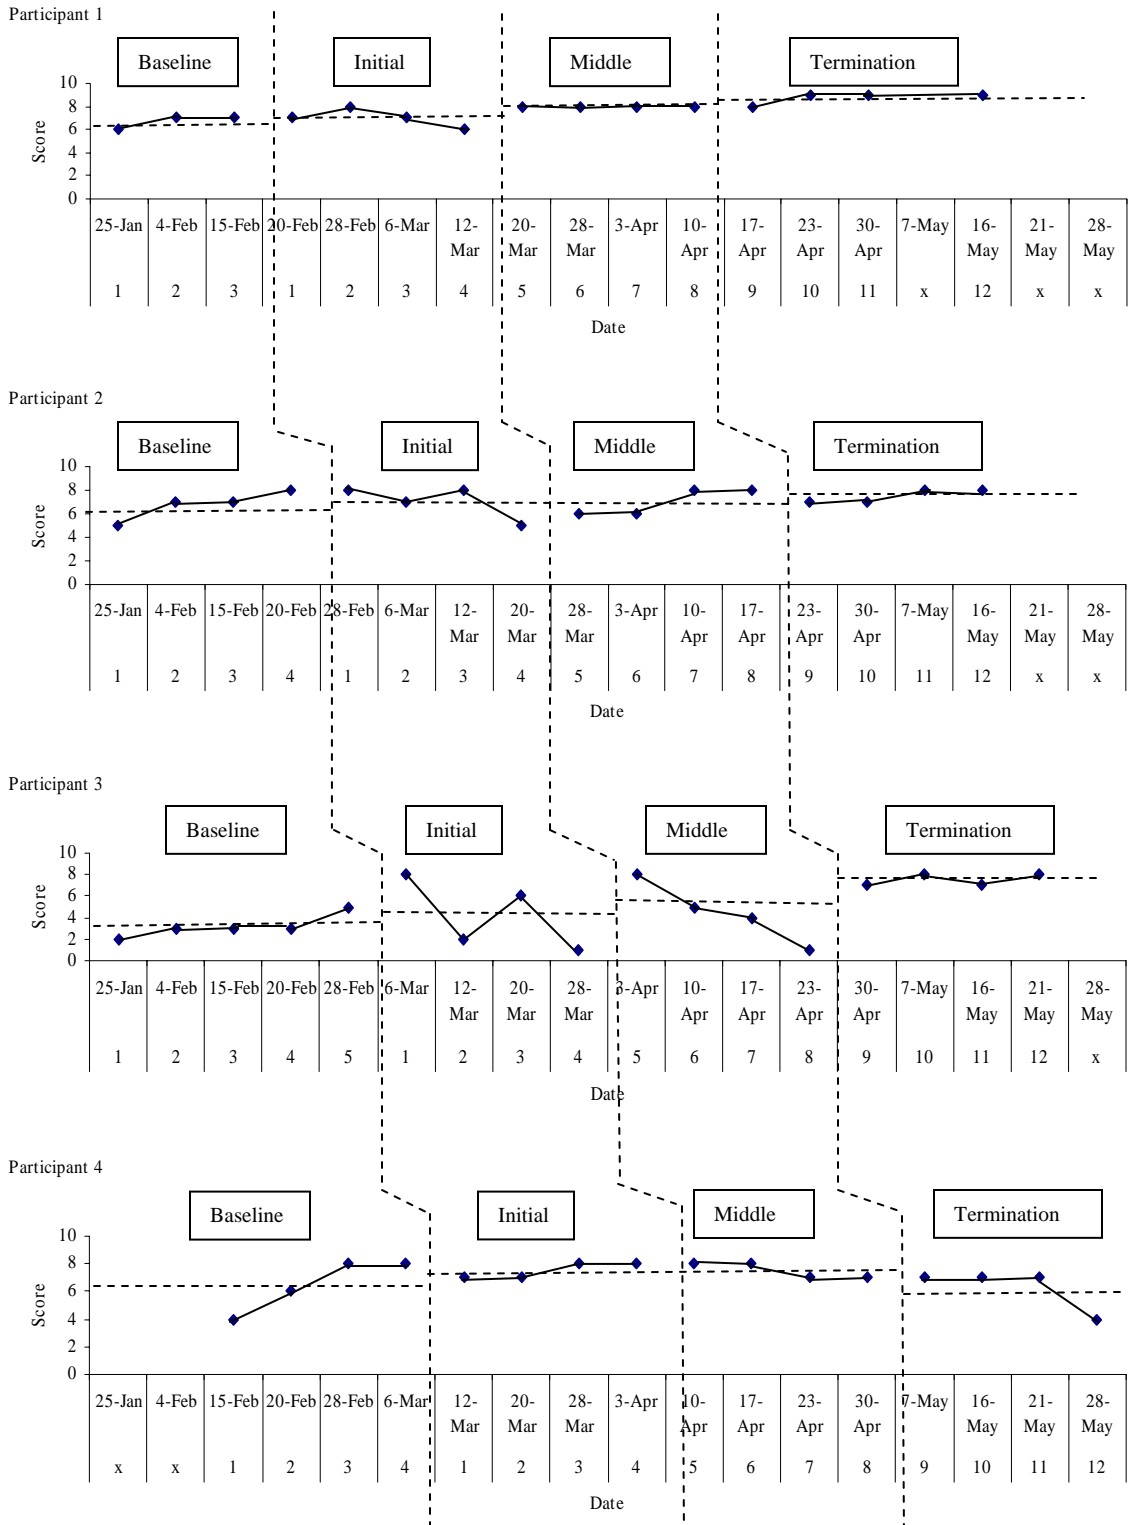 Participant 1
Baseline Initial Middle Termination
10
8
6
4
2
0
Score
25-Jan 4-Feb 15-Feb 20-Feb 28-Feb 6-Mar 12- 20- 28- 3-Apr 10- 17- 23- 30- 7-May 16- 21- 28-
Mar Mar Mar Apr Apr Apr Apr May May May
1 2 3 1 2 3 4 5 6 7 8 9 10 11 x 12 x x
Date
Participant 2
Baseline Initial Middle Termination
10
8
6
4
2
0
Score
25-Jan 4-Feb 15-Feb 20-Feb 28-Feb 6-Mar 12- 20- 28- 3-Apr 10- 17- 23- 30- 7-May 16- 21- 28-
Mar Mar Mar Apr Apr Apr Apr May May May
1 2 3 4 1 2 3 4 5 6 7 8 9 10 11 12 x x
Date
Participant 3
Baseline Initial Middle Termination
10
8
6
4
2
0
Score
25-Jan 4-Feb 15-Feb 20-Feb 28-Feb 6-Mar 12- 20- 28- 3-Apr 10- 17- 23- 30- 7-May 16- 21- 28-
Mar Mar Mar Apr Apr Apr Apr May May May
1 2 3 4 5 1 2 3 4 5 6 7 8 9 10 11 12 x
Date
Participant 4
Baseline Initial Middle Termination
10
8
6
4
2
0
Score
25-Jan 4-Feb 15-Feb 20-Feb 28-Feb 6-Mar 12- 20- 28- 3-Apr 10- 17- 23- 30- 7-May 16- 21- 28-
Mar Mar Mar Apr Apr Apr Apr May May May
x x 1 2 3 4 1 2 3 4 5 6 7 8 9 10 11 12
Date